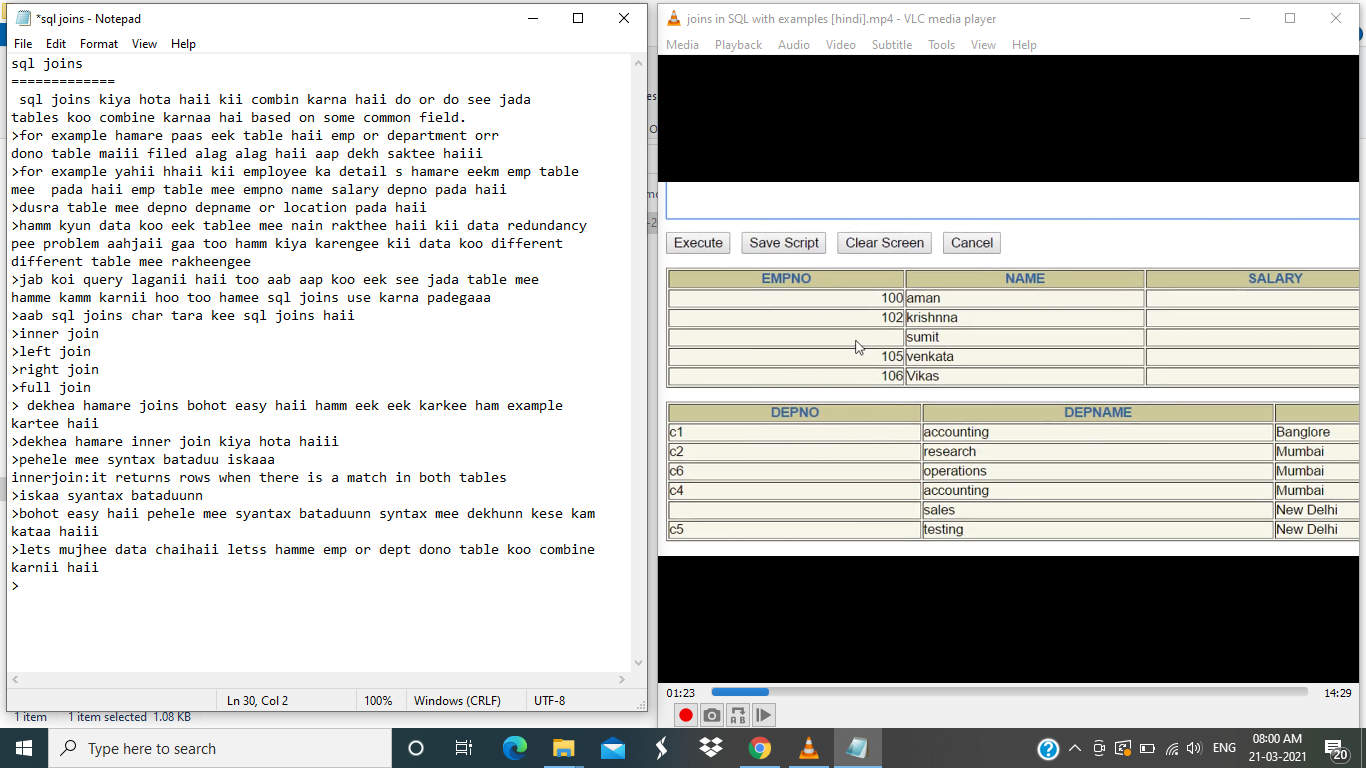 *sql joins - Notepad
File Edit Format View Help
sql joins
=============
sql joins kiya hota haii kii combin karna haii do or do see jada
tables koo combine karnaa hai based on some common field.
>for example hamare paas eek table haii emp or department orr
dono table maiii filed alag alag haii aap dekh saktee haiii
>for example yahii hhaii kii employee ka detail s hamare eekm emp table
mee  pada haii emp table mee empno name salary depno pada haii
>dusra table mee depno depname or location pada haii
>hamm kyun data koo eek tablee mee nain rakthee haii kii data redundancy
pee problem aahjaii gaa too hamm kiya karengee kii data koo different
different table mee rakheengee
>jab koi query laganii haii too aab aap koo eek see jada table mee
hamme kamm karnii hoo too hamee sql joins use karna padegaaa
>aab sql joins char tara kee sql joins haii
>inner join
>left join
>right join
>full join
> dekhea hamare joins bohot easy haii hamm eek eek karkee ham example
kartee haii
>dekhea hamare inner join kiya hota haiii
>pehele mee syntax bataduu iskaaa
innerjoin:it returns rows when there is a match in both tables
>iskaa syantax bataduunn
>bohot easy haii pehele mee syantax bataduunn syntax mee dekhunn kese kam
kataa haiii
>lets mujhee data chaihaii letss hamme emp or dept dono table koo combine
karnii haii
>
Ln 30, Col 2 100% Windows (CRLF) UTF-8
1 item 1 item selected 1.08 KB
joins in SQL with examples [hindi].mp4 - VLC media player
Media Playback Audio Video Subtitle Tools View Help
Execute Save Script Clear Screen Cancel
EMPNO NAME SALARY
100 aman
102 krishnna
sumit
105 venkata
106 Vikas
DEPNO DEPNAME
c1 accounting Banglore
c2 research Mumbai
c6 operations Mumbai
c4 accounting Mumbai
sales New Delhi
c5 testing New Delhi
01:23 14:29
Type here to search
ENG
08:00 AM
21-03-2021
20